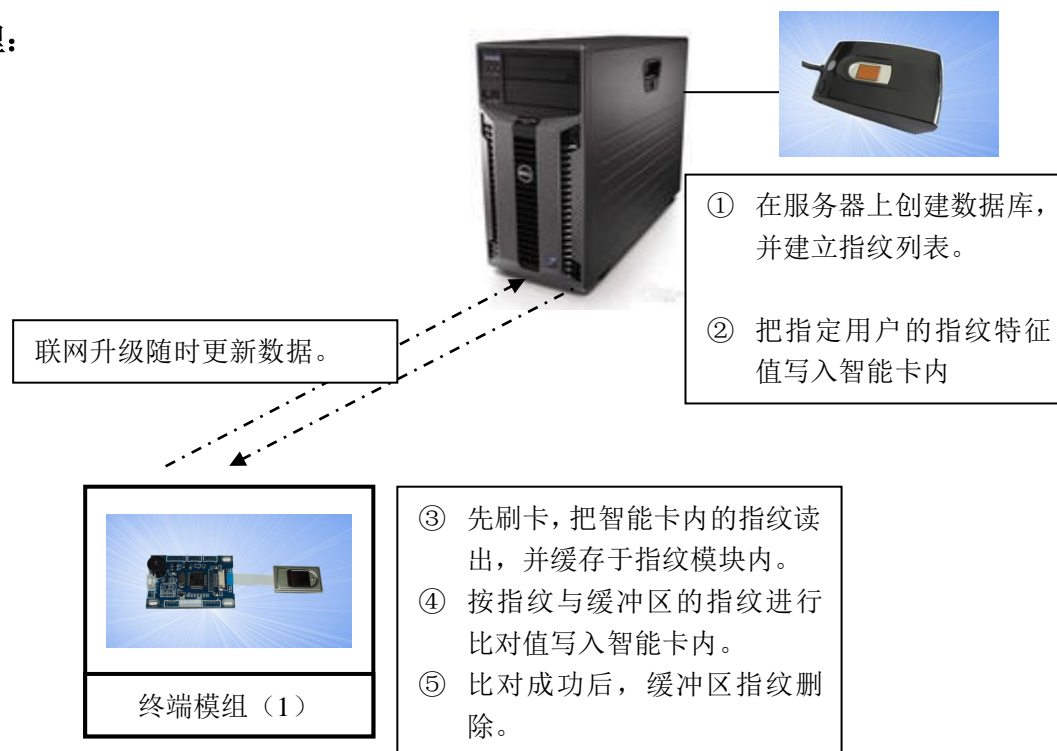 理：
① 在服务器上创建数据库，
并建立指纹列表。
② 把指定用户的指纹特征
值写入智能卡内
联网升级随时更新数据。
③ 先刷卡，把智能卡内的指纹读
出，并缓存于指纹模块内。
④ 按指纹与缓冲区的指纹进行
比对值写入智能卡内。
⑤ 比对成功后，缓冲区指纹删
除。
终端模组（1）